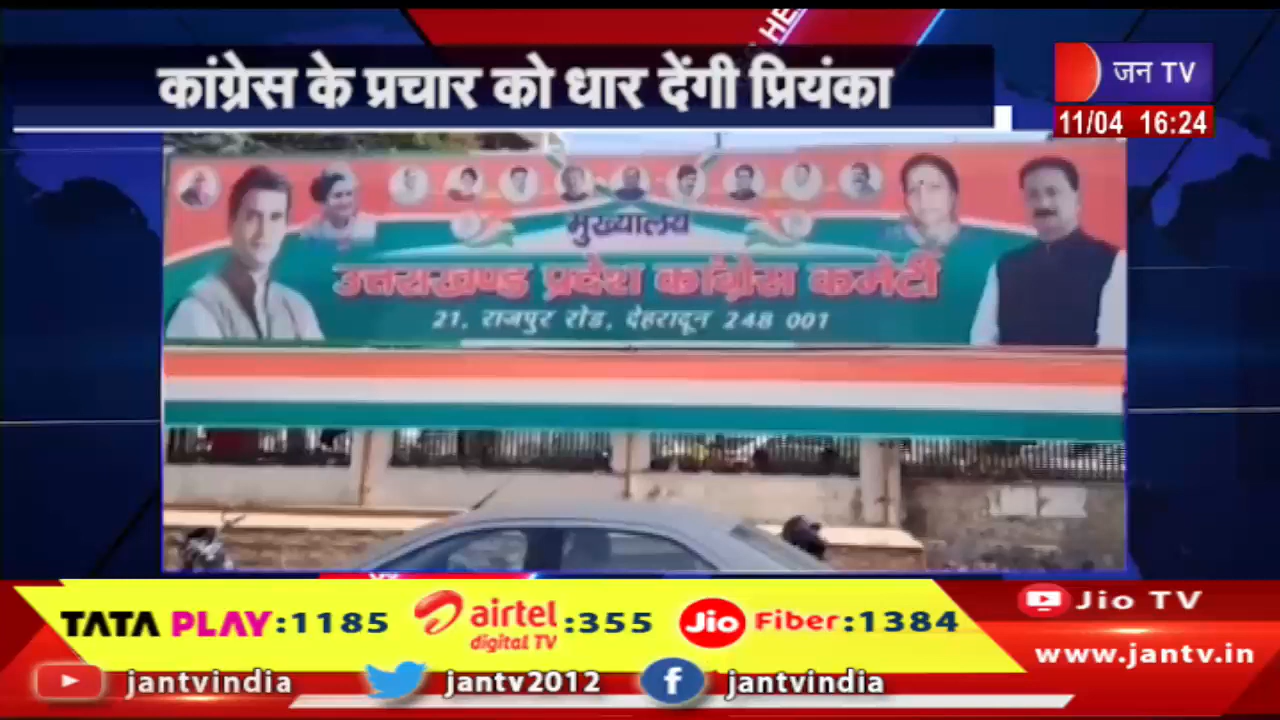 HE
कांग्रेस के प्रचार को धार देंगी प्रियंका
जन TV
11/04 16:24
मुख्यालय
उत्तराखण्ड प्रदेश कांग्रेस कमेटी
21, राजपुर रोड, देहरादून 248 001
TATA PLAY:1185
airtel digital TV:355
Jio Fiber:1384
Jio TV
www.jantv.in
jantvindia
jantv2012
jantvindia